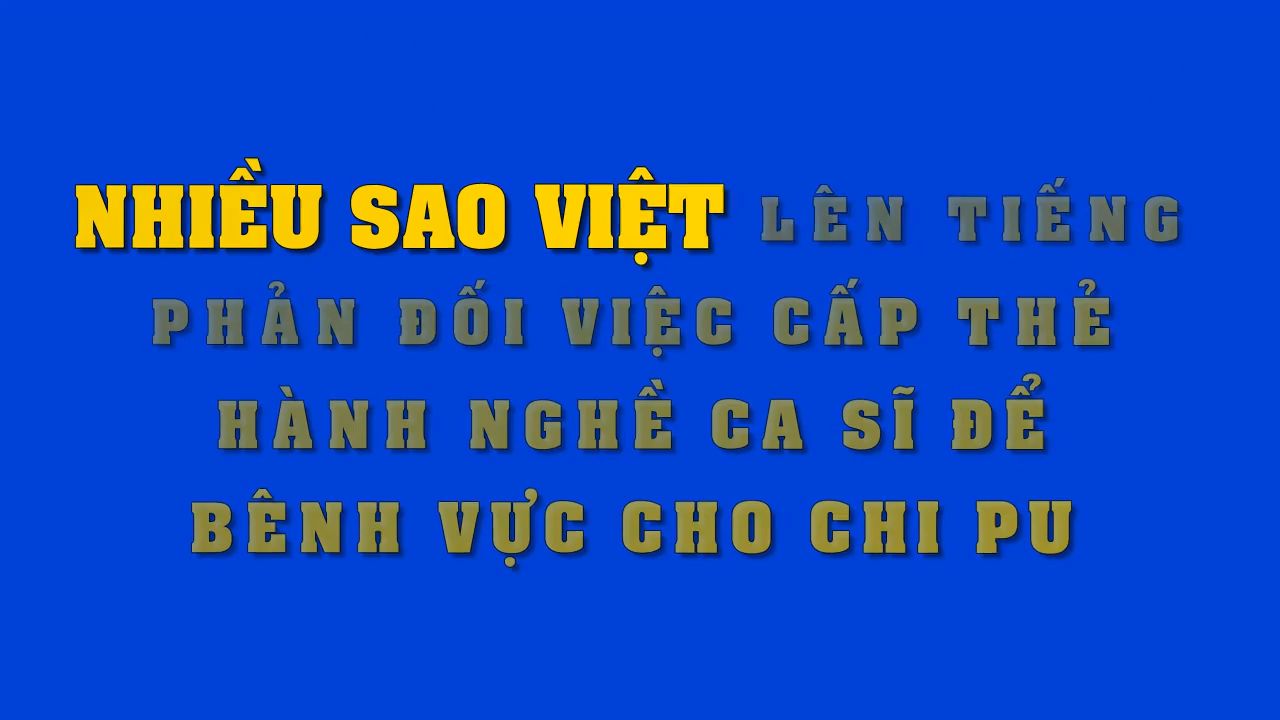 NHIỀU SAO VIỆT LÊN TIẾNG
PHẢN ĐỐI VIỆC CẤP THẺ
HÀNH NGHỀ CA SĨ ĐỂ
BÊNH VỰC CHO CHI PU